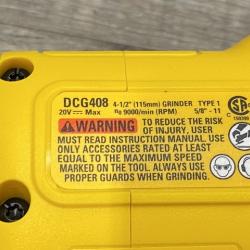 DCG408 4-1/2" (115mm) GRINDER TYPE 1
20V ⎓ Max n₀ 9000/min (RPM) 5/8" - 11
WARNING TO REDUCE THE RISK
OF INJURY, USER
MUST READ INSTRUCTION MANUAL. USE
ONLY ACCESSORIES RATED AT LEAST
EQUAL TO THE MAXIMUM SPEED
MARKED ON THE TOOL. ALWAYS USE
PROPER GUARDS WHEN GRINDING.